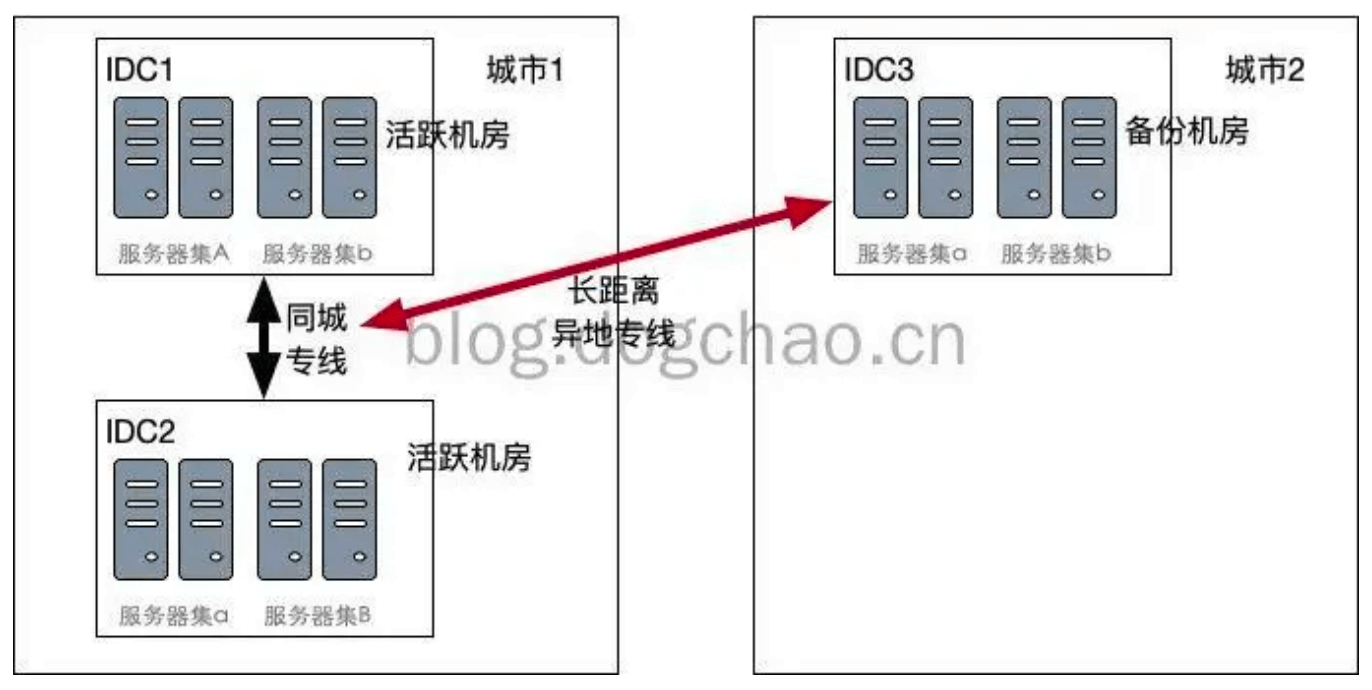 IDC1
城市1
活跃机房
服务器集A
服务器集b
同城
专线
IDC2
活跃机房
服务器集a
服务器集B
长距离
异地专线
IDC3
城市2
备份机房
服务器集a
服务器集b
blog.dogchao.cn